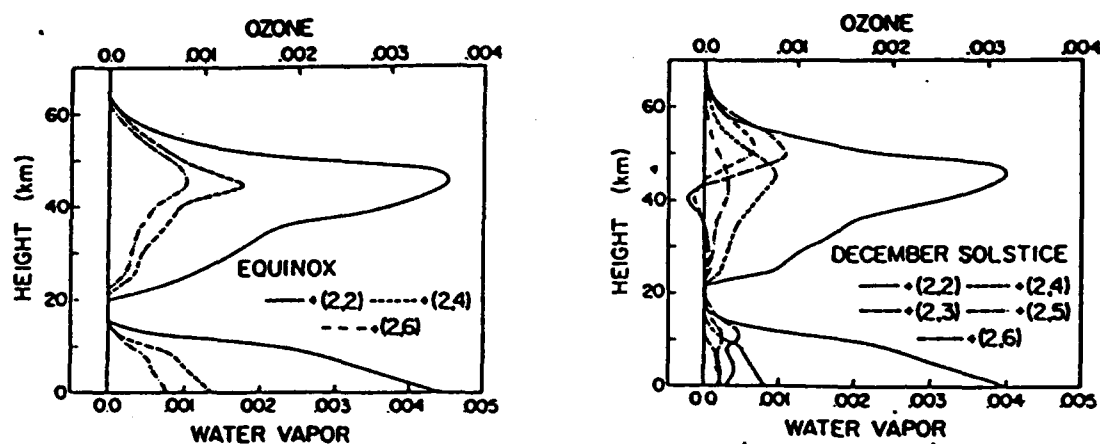 OZONE
0.0 .001 .002 .003 .004
60
40
20
0
HEIGHT (km)
EQUINOX
(2,2) (2,4)
(2,6)
0.0 .001 .002 .003 .004 .005
WATER VAPOR
OZONE
0.0 .001 .002 .003 .004
60
40
20
0
HEIGHT (km)
DECEMBER SOLSTICE
(2,2) (2,4)
(2,3) (2,5)
(2,6)
0.0 .001 .002 .003 .004 .005
WATER VAPOR